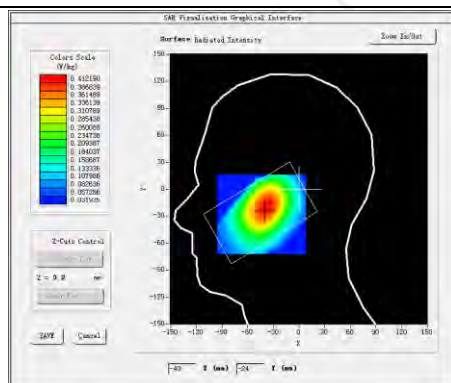 SAR Visualisation Graphical Interface
Colors Scale
(W/kg)
0.412190
0.386839
0.361489
0.336139
0.310789
0.285438
0.260088
0.234738
0.209387
0.184037
0.158687
0.133336
0.107986
0.082636
0.057286
0.031935
Surface Radiated Intensity
Zoom In/Out
150
120
90
60
30
0
-30
-60
-90
-120
-150
Y
-150 -120 -90 -60 -30 0 30 60 90 120 150
X
Z-Cuts Control
Z = 0.0 mm
SAVE Cancel
-40 X (mm) -24 Y (mm)